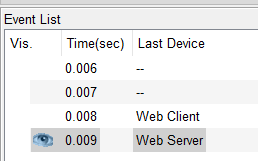 Event List
Vis. Time(sec) Last Device
0.006 --
0.007 --
0.008 Web Client
0.009 Web Server